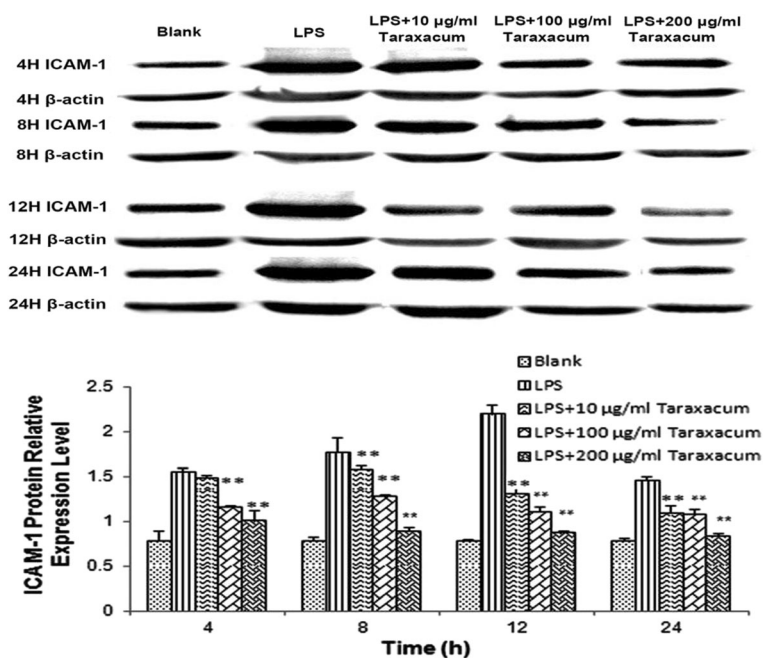 Blank LPS LPS+10 µg/ml LPS+100 µg/ml LPS+200 µg/ml
Taraxacum Taraxacum Taraxacum
4H ICAM-1
4H β-actin
8H ICAM-1
8H β-actin
12H ICAM-1
12H β-actin
24H ICAM-1
24H β-actin
Blank
LPS
LPS+10 µg/ml Taraxacum
LPS+100 µg/ml Taraxacum
LPS+200 µg/ml Taraxacum
ICAM-1 Protein Relative
Expression Level
2.5
2
1.5
1
0.5
0
** **
** ** **
** ** **
** ** **
4 8 12 24
Time (h)